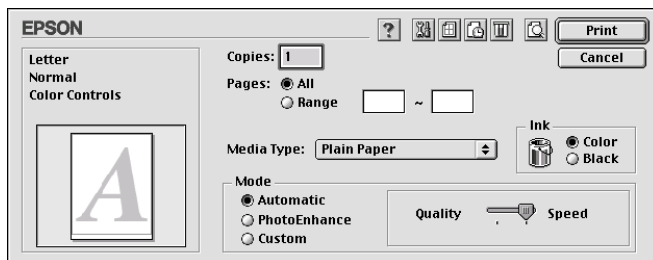 EPSON
?
Print
Letter
Normal
Color Controls
A
Copies: 1
Cancel
Pages: All
Range ~
Media Type: Plain Paper
Ink
Color
Black
Mode
Automatic
PhotoEnhance
Custom
Quality Speed